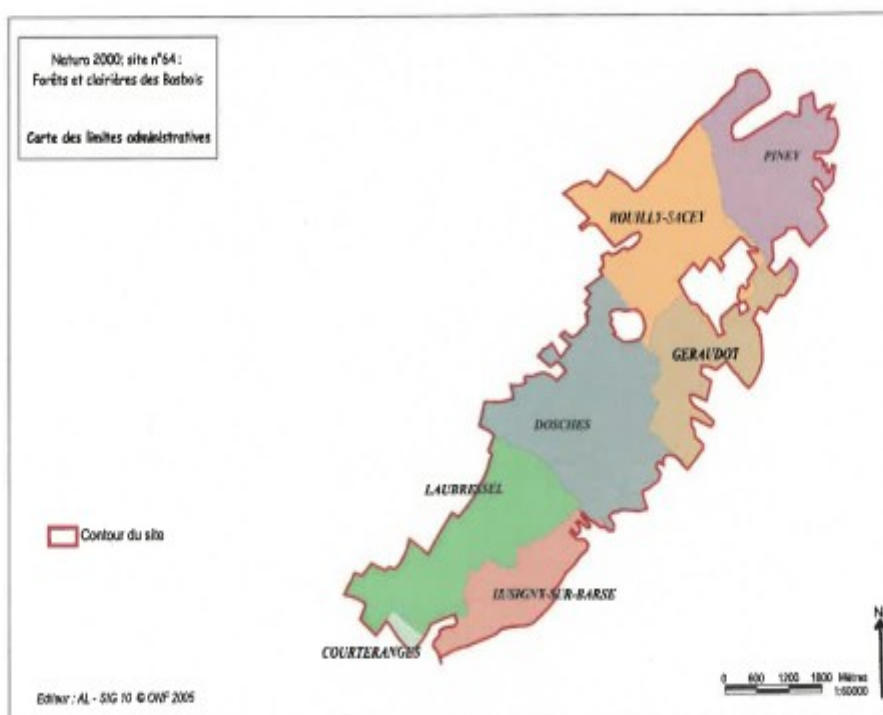 Natura 2000; site n°64 :
Forêts et clairières des Basbois
Carte des limites administratives
PINEY
ROUILLY-SACEY
GERAUDOT
DOSCHES
LAUBRESSEL
Contour du site
LUSIGNY-SUR-BARSE
COURTERANGES
N
0 600 1200 1800 Mètres
1:60000
Editeur : AL - SIG 10 © ONF 2005